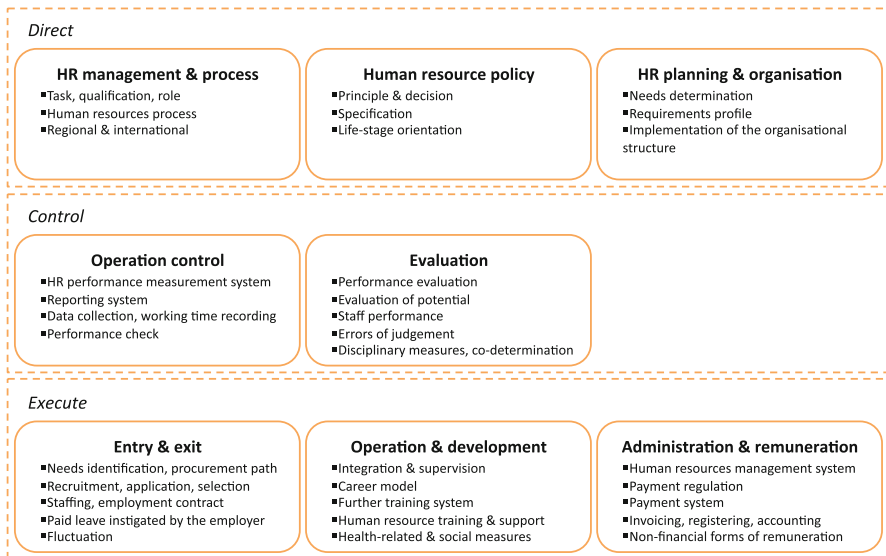 Direct
HR management & process
▪Task, qualification, role
▪Human resources process
▪Regional & international
Human resource policy
▪Principle & decision
▪Specification
▪Life-stage orientation
HR planning & organisation
▪Needs determination
▪Requirements profile
▪Implementation of the organisational
structure
Control
Operation control
▪HR performance measurement system
▪Reporting system
▪Data collection, working time recording
▪Performance check
Evaluation
▪Performance evaluation
▪Evaluation of potential
▪Staff performance
▪Errors of judgement
▪Disciplinary measures, co-determination
Execute
Entry & exit
▪Needs identification, procurement path
▪Recruitment, application, selection
▪Staffing, employment contract
▪Paid leave instigated by the employer
▪Fluctuation
Operation & development
▪Integration & supervision
▪Career model
▪Further training system
▪Human resource training & support
▪Health-related & social measures
Administration & remuneration
▪Human resources management system
▪Payment regulation
▪Payment system
▪Invoicing, registering, accounting
▪Non-financial forms of remuneration